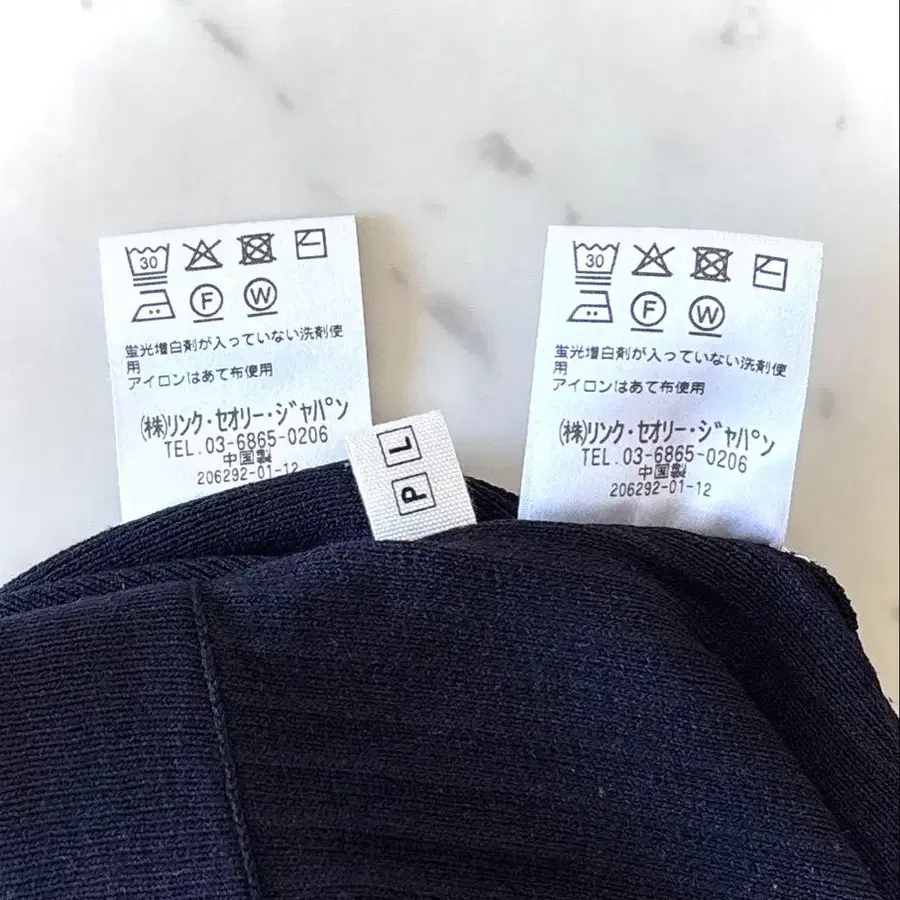 30
F W
蛍光増白剤が入っていない洗剤使
用
アイロンはあて布使用
(株)リンク・セオリー・ジャパン
TEL. 03-6865-0206
中国製
206292-01-12
P L
30
F W
蛍光増白剤が入っていない洗剤使
用
アイロンはあて布使用
(株)リンク・セオリー・ジャパン
TEL. 03-6865-0206
中国製
206292-01-12